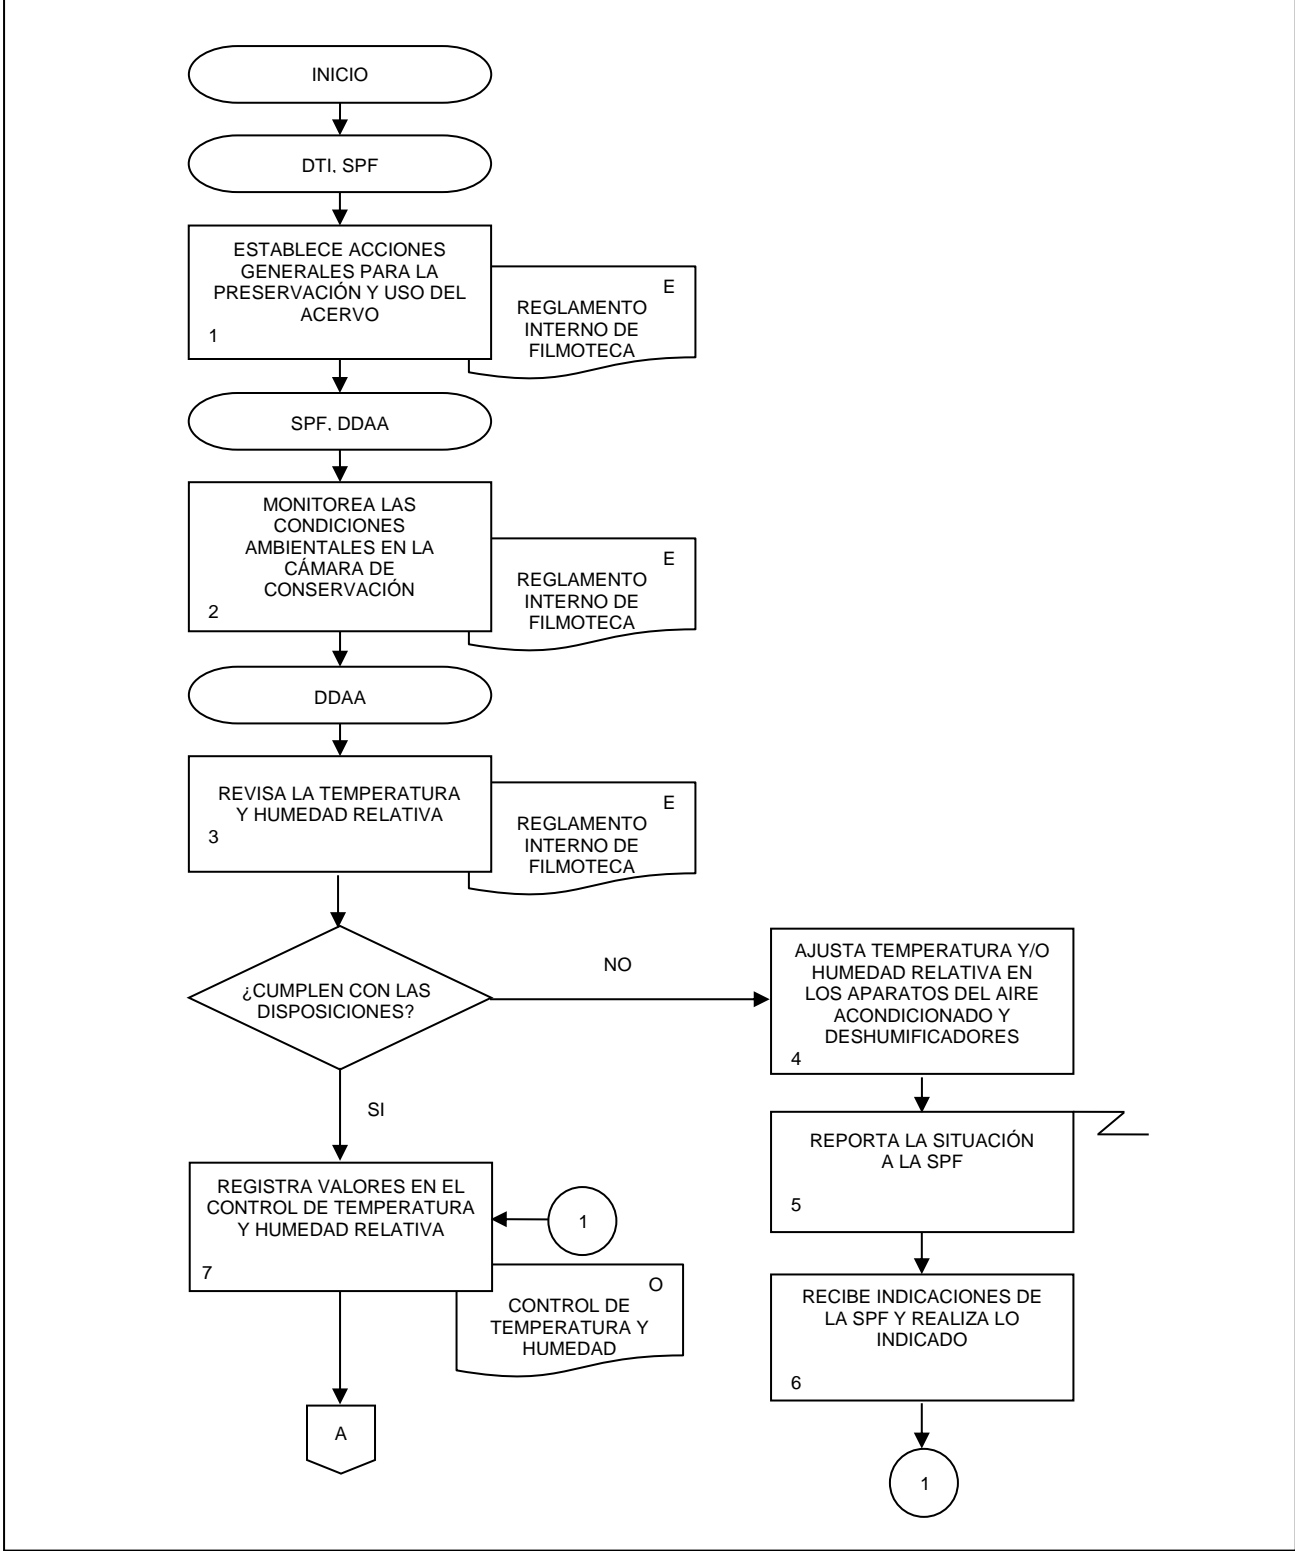 INICIO
DTI, SPF
ESTABLECE ACCIONES
GENERALES PARA LA
PRESERVACIÓN Y USO DEL
ACERVO
1
E
REGLAMENTO
INTERNO DE
FILMOTECA
SPF, DDAA
MONITOREA LAS
CONDICIONES
AMBIENTALES EN LA
CÁMARA DE
CONSERVACIÓN
2
E
REGLAMENTO
INTERNO DE
FILMOTECA
DDAA
REVISA LA TEMPERATURA
Y HUMEDAD RELATIVA
3
E
REGLAMENTO
INTERNO DE
FILMOTECA
¿CUMPLEN CON LAS
DISPOSICIONES?
NO
AJUSTA TEMPERATURA Y/O
HUMEDAD RELATIVA EN
LOS APARATOS DEL AIRE
ACONDICIONADO Y
DESHUMIFICADORES
4
REPORTA LA SITUACIÓN
A LA SPF
5
RECIBE INDICACIONES DE
LA SPF Y REALIZA LO
INDICADO
6
1
SI
REGISTRA VALORES EN EL
CONTROL DE TEMPERATURA
Y HUMEDAD RELATIVA
7
1
O
CONTROL DE
TEMPERATURA Y
HUMEDAD
A